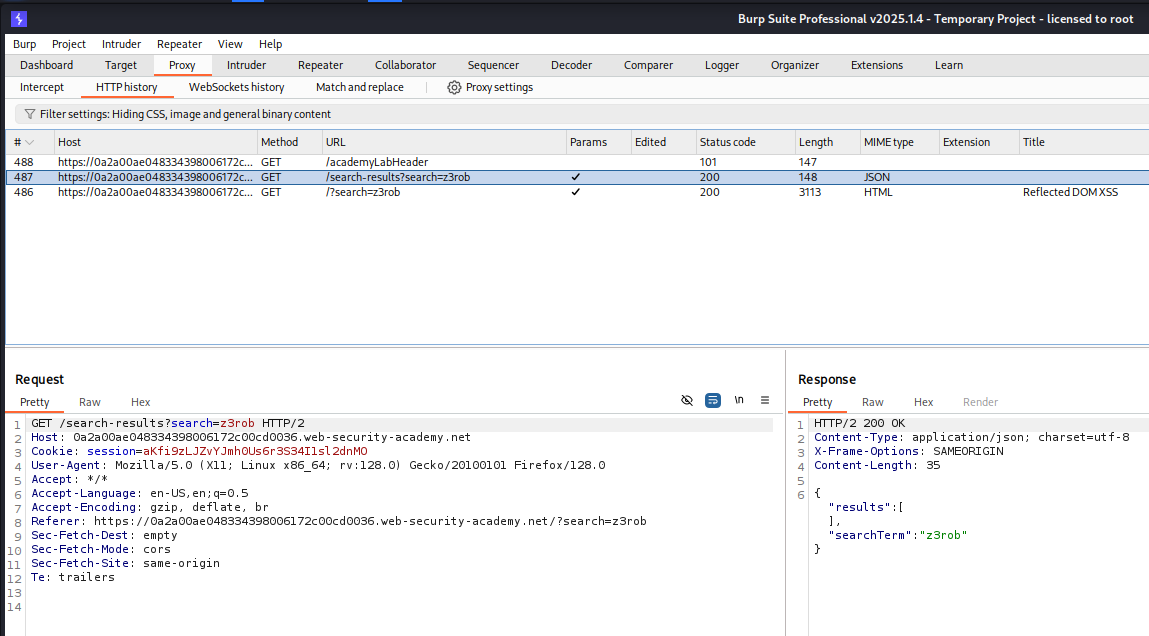 Burp Suite Professional v2025.1.4 - Temporary Project - licensed to root
Burp Project Intruder Repeater View Help
Dashboard Target Proxy Intruder Repeater Collaborator Sequencer Decoder Comparer Logger Organizer Extensions Learn
Intercept HTTP history WebSockets history Match and replace Proxy settings
Filter settings: Hiding CSS, image and general binary content
# Host Method URL Params Edited Status code Length MIME type Extension Title
488 https://0a2a00ae048334398006172c... GET /academyLabHeader 101 147
487 https://0a2a00ae048334398006172c... GET /search-results?search=z3rob ✓ 200 148 JSON
486 https://0a2a00ae048334398006172c... GET /?search=z3rob ✓ 200 3113 HTML Reflected DOM XSS
Request
Pretty Raw Hex \n
1 GET /search-results?search=z3rob HTTP/2
2 Host: 0a2a00ae048334398006172c00cd0036.web-security-academy.net
3 Cookie: session=aKfi9zLJZvYJmh0Us6r3S34I1sl2dnMO
4 User-Agent: Mozilla/5.0 (X11; Linux x86_64; rv:128.0) Gecko/20100101 Firefox/128.0
5 Accept: */*
6 Accept-Language: en-US,en;q=0.5
7 Accept-Encoding: gzip, deflate, br
8 Referer: https://0a2a00ae048334398006172c00cd0036.web-security-academy.net/?search=z3rob
9 Sec-Fetch-Dest: empty
10 Sec-Fetch-Mode: cors
11 Sec-Fetch-Site: same-origin
12 Te: trailers
13
14
Response
Pretty Raw Hex Render
1 HTTP/2 200 OK
2 Content-Type: application/json; charset=utf-8
3 X-Frame-Options: SAMEORIGIN
4 Content-Length: 35
5
6 {
"results":[
],
"searchTerm":"z3rob"
}